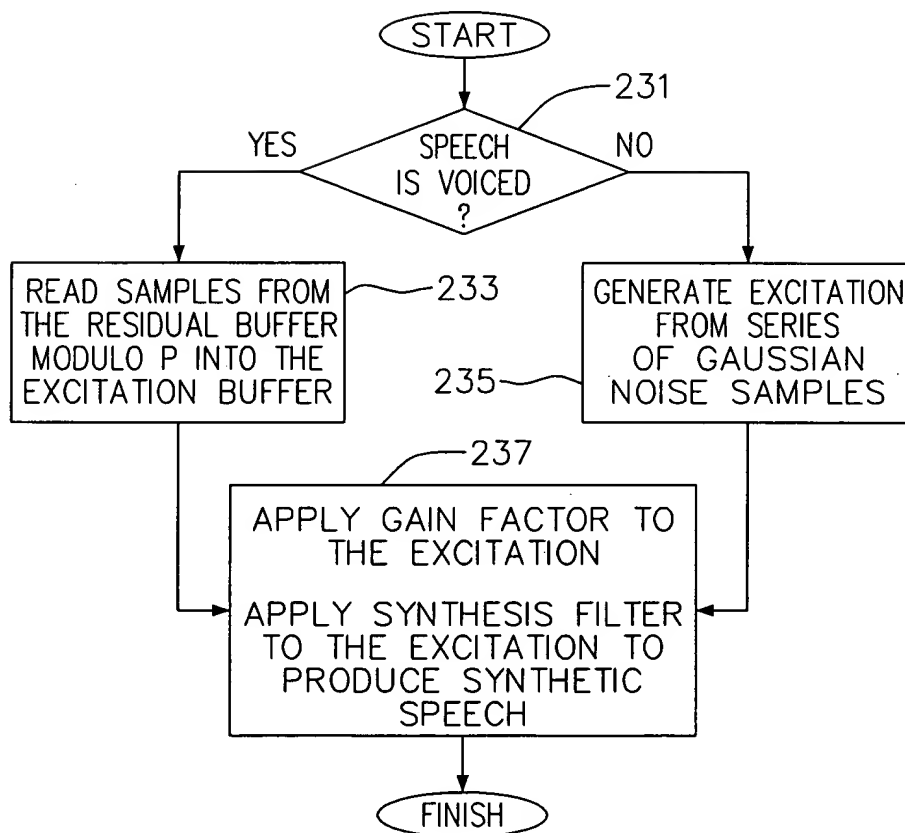 START
231
YES
SPEECH
IS VOICED
?
NO
READ SAMPLES FROM
THE RESIDUAL BUFFER
MODULO P INTO THE
EXCITATION BUFFER
233
GENERATE EXCITATION
FROM SERIES
OF GAUSSIAN
NOISE SAMPLES
235
237
APPLY GAIN FACTOR TO
THE EXCITATION
APPLY SYNTHESIS FILTER
TO THE EXCITATION TO
PRODUCE SYNTHETIC
SPEECH
FINISH